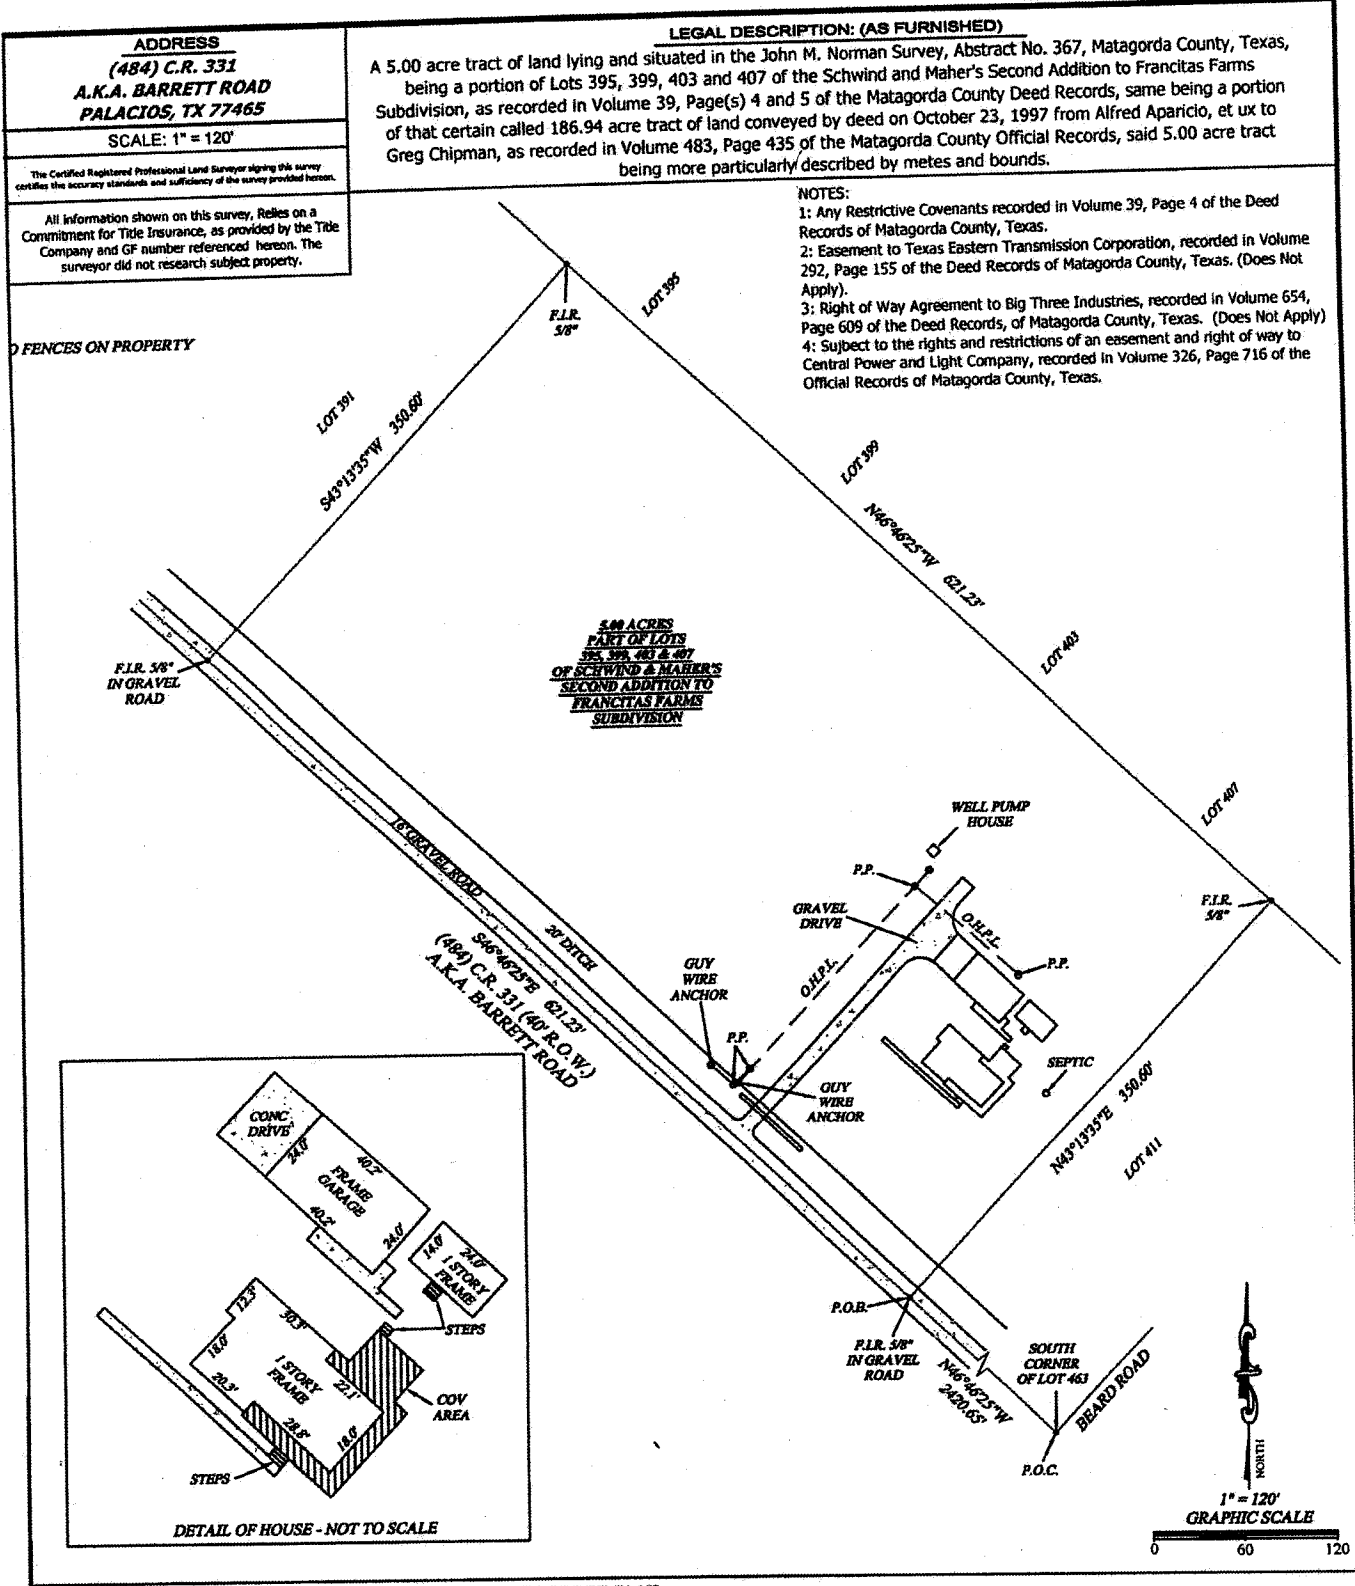 ADDRESS
(484) C.R. 331
A.K.A. BARRETT ROAD
PALACIOS, TX 77465
SCALE: 1" = 120'
The Certified Registered Professional Land Surveyor signing this survey
certifies the accuracy standards and sufficiency of the survey provided hereon.
All information shown on this survey, Relies on a
Commitment for Title Insurance, as provided by the Title
Company and GF number referenced hereon. The
surveyor did not research subject property.
LEGAL DESCRIPTION: (AS FURNISHED)
A 5.00 acre tract of land lying and situated in the John M. Norman Survey, Abstract No. 367, Matagorda County, Texas,
being a portion of Lots 395, 399, 403 and 407 of the Schwind and Maher's Second Addition to Francitas Farms
Subdivision, as recorded in Volume 39, Page(s) 4 and 5 of the Matagorda County Deed Records, same being a portion
of that certain called 186.94 acre tract of land conveyed by deed on October 23, 1997 from Alfred Aparicio, et ux to
Greg Chipman, as recorded in Volume 483, Page 435 of the Matagorda County Official Records, said 5.00 acre tract
being more particularly described by metes and bounds.
NOTES:
1: Any Restrictive Covenants recorded in Volume 39, Page 4 of the Deed
Records of Matagorda County, Texas.
2: Easement to Texas Eastern Transmission Corporation, recorded in Volume
292, Page 155 of the Deed Records of Matagorda County, Texas. (Does Not
Apply).
3: Right of Way Agreement to Big Three Industries, recorded in Volume 654,
Page 609 of the Deed Records, of Matagorda County, Texas. (Does Not Apply)
4: Sujbect to the rights and restrictions of an easement and right of way to
Central Power and Light Company, recorded in Volume 326, Page 716 of the
Official Records of Matagorda County, Texas.
FENCES ON PROPERTY
F.I.R.
5/8"
LOT 395
LOT 391
S43°13'35"W 350.60'
LOT 399
N46°46'25"W 621.23'
LOT 403
LOT 407
F.I.R. 5/8"
IN GRAVEL
ROAD
5.00 ACRES
PART OF LOTS
395, 399, 403 & 407
OF SCHWIND & MAHER'S
SECOND ADDITION TO
FRANCITAS FARMS
SUBDIVISION
WELL PUMP
HOUSE
P.P.
GRAVEL
DRIVE
O.H.P.L.
O.H.P.L.
P.P.
F.I.R.
5/8"
16' GRAVEL ROAD
20' DITCH
S46°46'25"E 621.23'
(484) C.R. 331 (40' R.O.W.)
A.K.A. BARRETT ROAD
GUY
WIRE
ANCHOR
P.P.
GUY
WIRE
ANCHOR
SEPTIC
N43°13'35"E 350.60'
LOT 411
P.O.B.
F.I.R. 5/8"
IN GRAVEL
ROAD
N46°46'25"W
2420.65'
SOUTH
CORNER
OF LOT 463
BEARD ROAD
P.O.C.
CONC
DRIVE
24.0'
40.2'
FRAME
GARAGE
40.2'
24.0'
14.0'
24.0'
1 STORY
FRAME
STEPS
12.3'
30.3'
18.0'
1 STORY
FRAME
22.1'
20.3'
28.8'
18.0'
COV
AREA
STEPS
DETAIL OF HOUSE - NOT TO SCALE
NORTH
1" = 120'
GRAPHIC SCALE
0 60 120